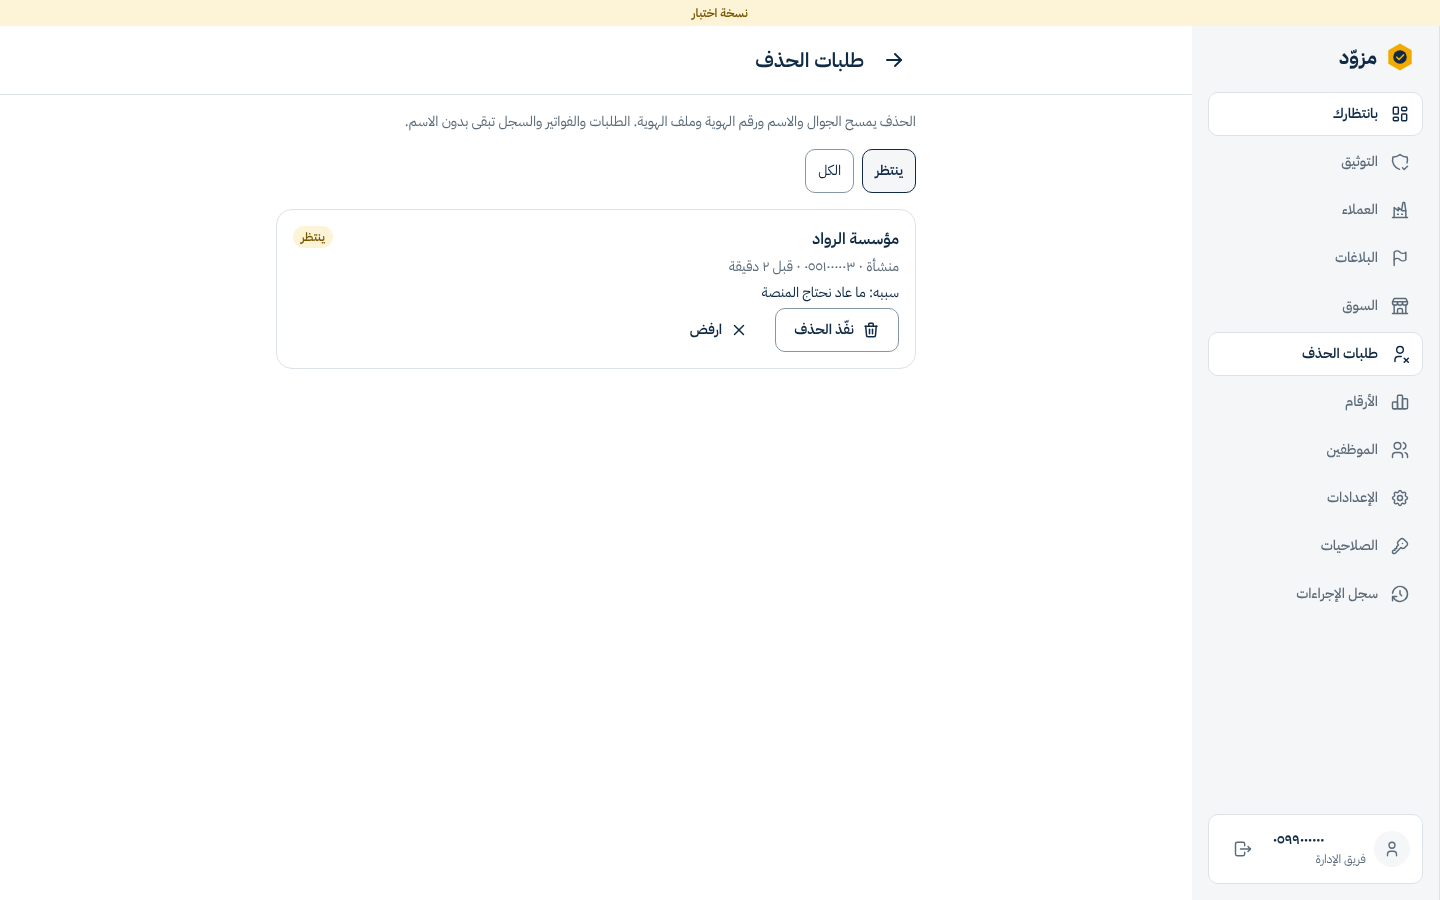 نسخة اختبار
مزوّد
بانتظارك
التوثيق
العملاء
البلاغات
السوق
طلبات الحذف
الأرقام
الموظفين
الإعدادات
الصلاحيات
سجل الإجراءات
٠٥٩٩٠٠٠٠٠٠
فريق الإدارة
طلبات الحذف
الحذف يمسح الجوال والاسم ورقم الهوية وملف الهوية. الطلبات والفواتير والسجل تبقى بدون الاسم.
ينتظر
الكل
مؤسسة الرواد
ينتظر
منشأة · ٠٥٥١٠٠٠٠٠٣ · قبل ٢ دقيقة
سببه: ما عاد نحتاج المنصة
نفّذ الحذف
ارفض